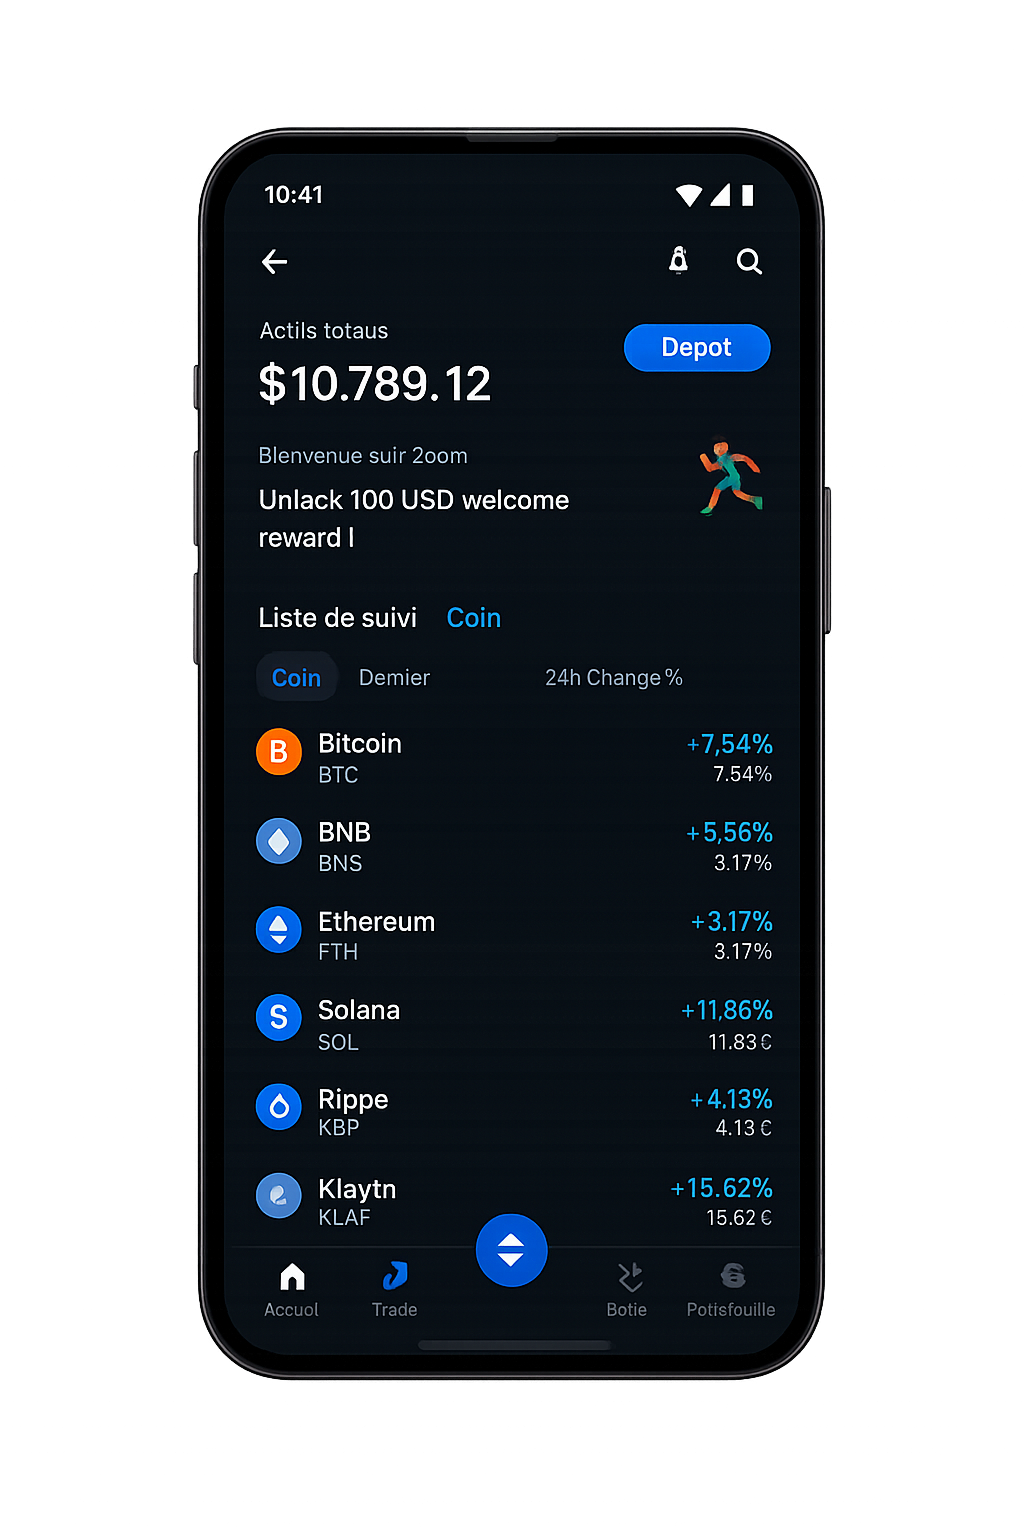 10:41
Actils totaus
Depot
$10.789.12
Blenvenue suir 2oom
Unlack 100 USD welcome
reward l
Liste de suivi Coin
Coin Demier 24h Change %
B Bitcoin +7,54%
BTC 7.54%
BNB +5,56%
BNS 3.17%
Ethereum +3.17%
FTH 3.17%
S Solana +11,86%
SOL 11.83 €
Rippe +4.13%
KBP 4.13 €
Klaytn +15.62%
KLAF 15.62 €
Accuol Trade Botie Potisfouille